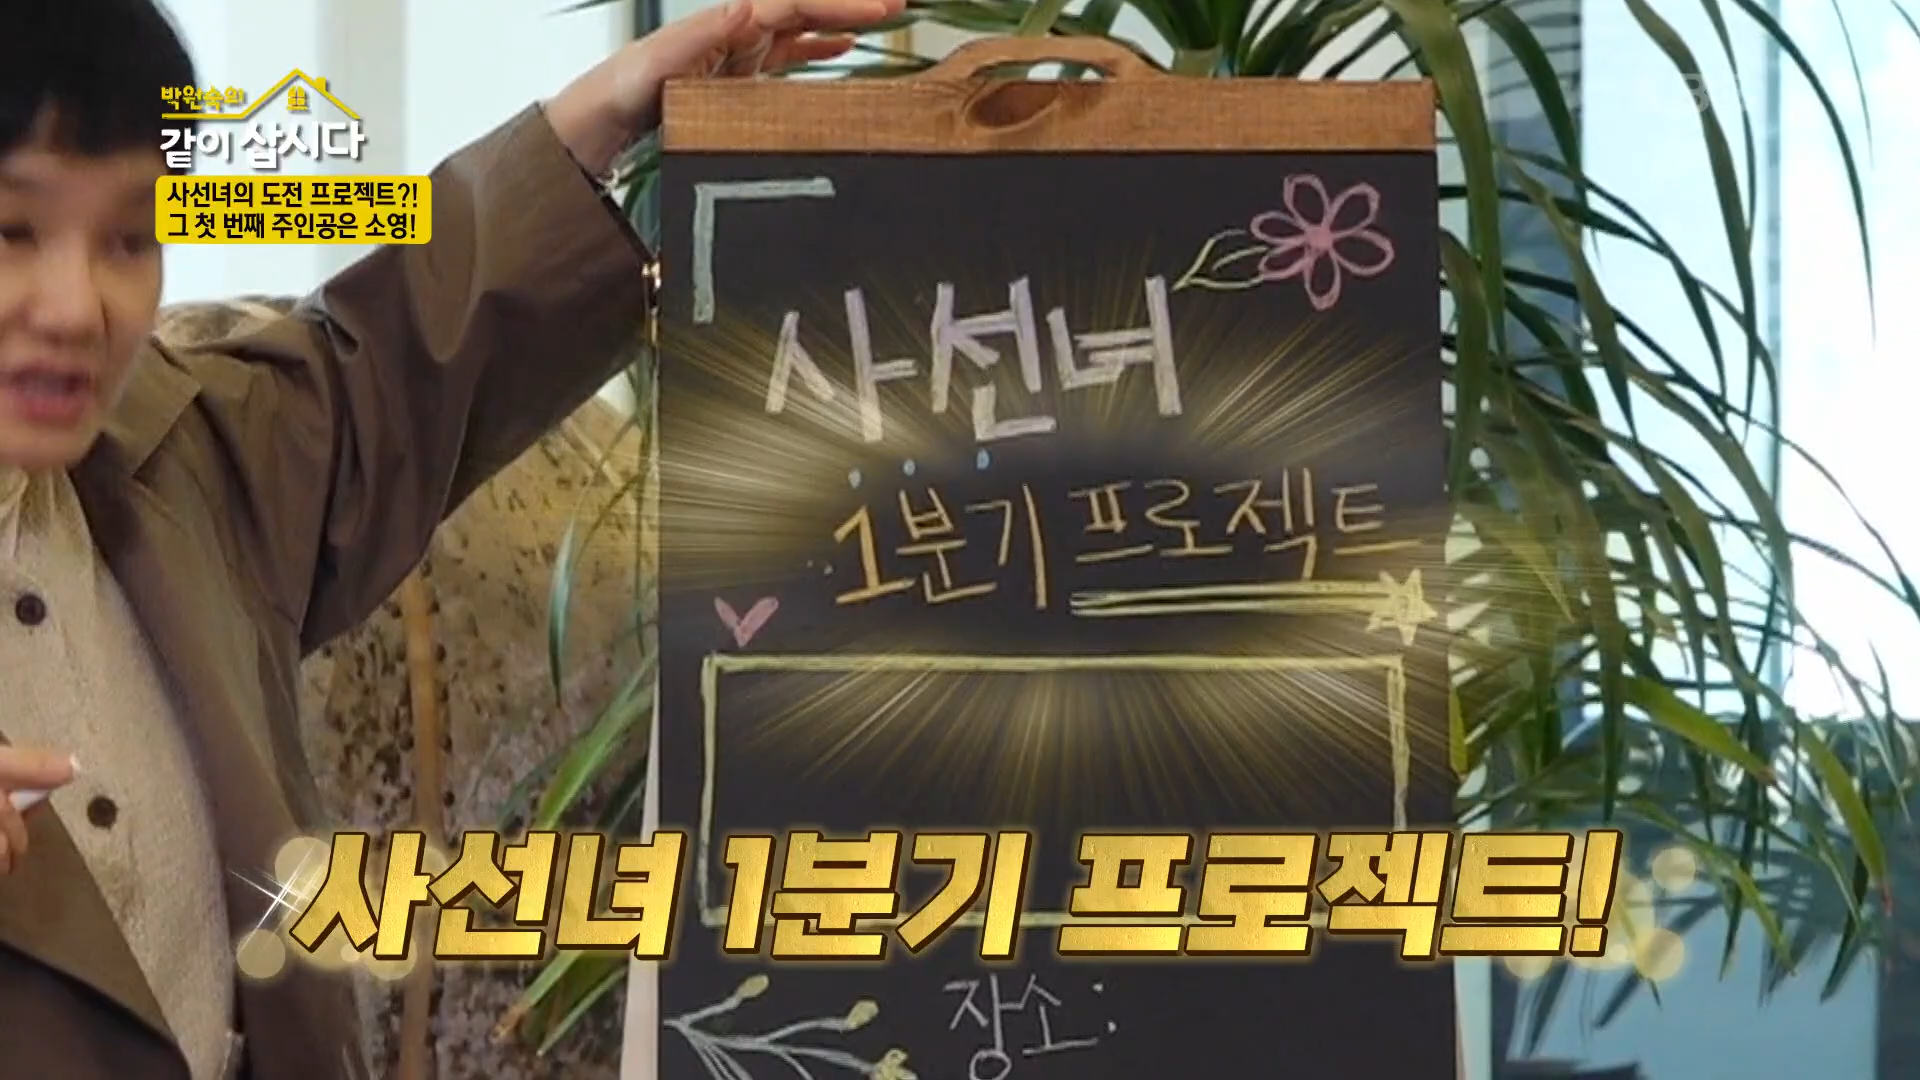 박원숙의
같이 삽시다
사선녀의 도전 프로젝트?!
그 첫 번째 주인공은 소영!
사선녀
1분기 프로젝트
사선녀 1분기 프로젝트!
장소: